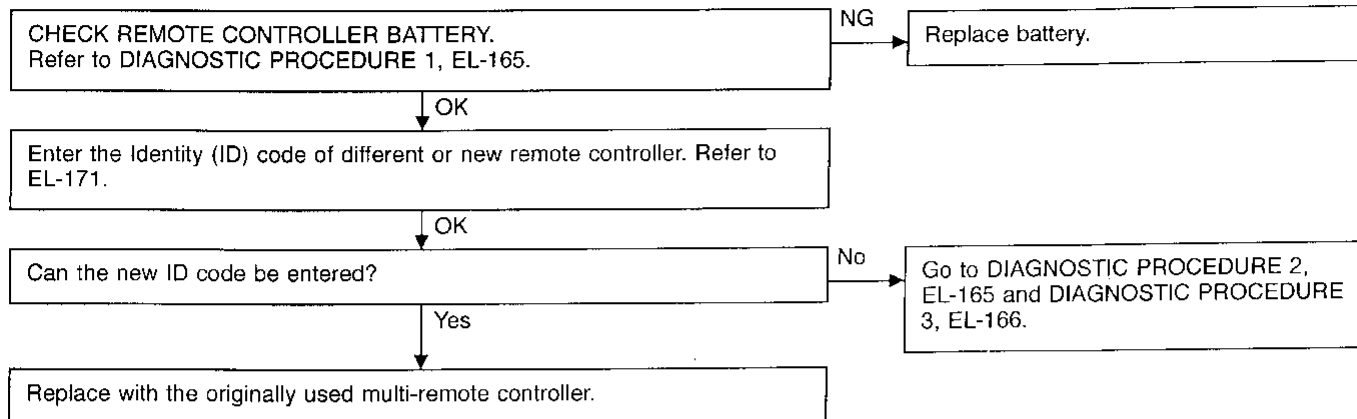 CHECK REMOTE CONTROLLER BATTERY.
Refer to DIAGNOSTIC PROCEDURE 1, EL-165.
NG
Replace battery.
OK
Enter the Identity (ID) code of different or new remote controller. Refer to
EL-171.
OK
Can the new ID code be entered?
No
Go to DIAGNOSTIC PROCEDURE 2,
EL-165 and DIAGNOSTIC PROCEDURE
3, EL-166.
Yes
Replace with the originally used multi-remote controller.